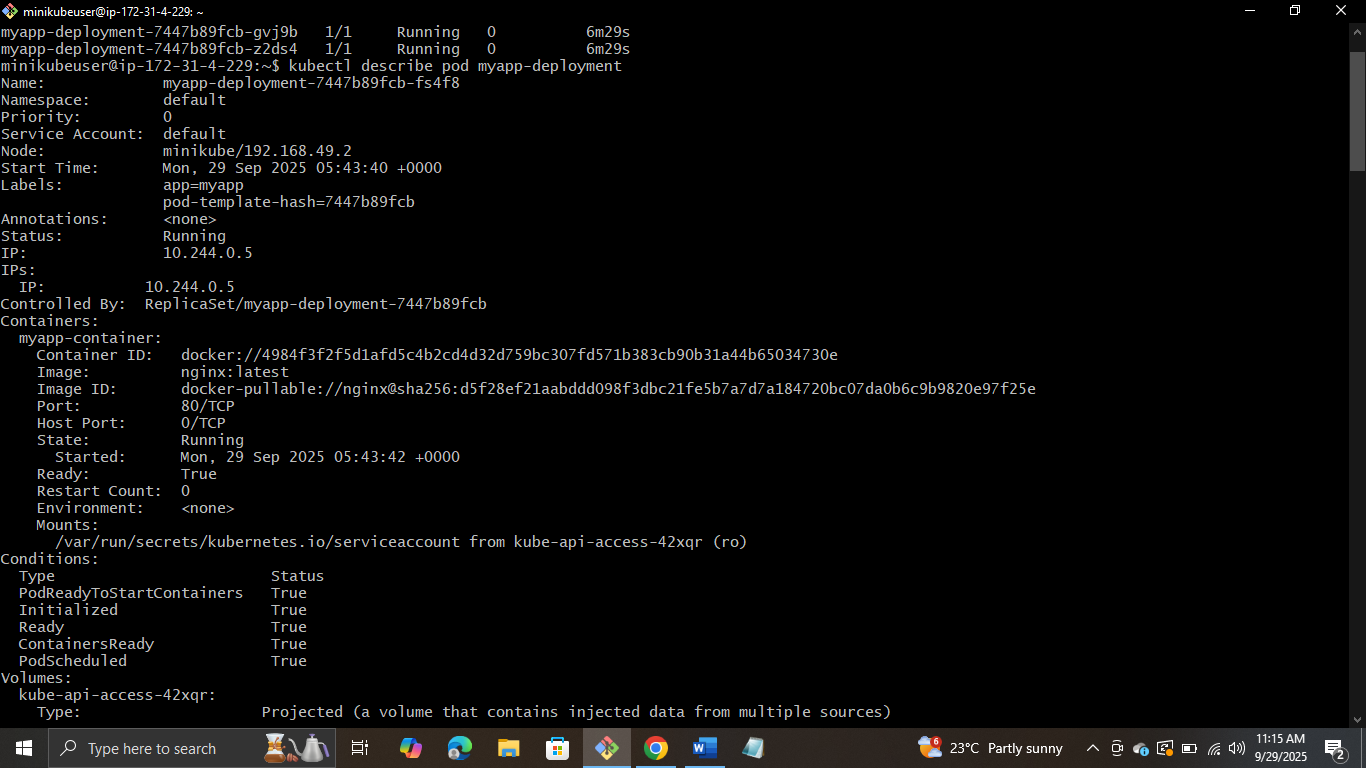 minikubeuser@ip-172-31-4-229: ~
myapp-deployment-7447b89fcb-gvj9b   1/1     Running   0          6m29s
myapp-deployment-7447b89fcb-z2ds4   1/1     Running   0          6m29s
minikubeuser@ip-172-31-4-229:~$ kubectl describe pod myapp-deployment
Name:             myapp-deployment-7447b89fcb-fs4f8
Namespace:        default
Priority:         0
Service Account:  default
Node:             minikube/192.168.49.2
Start Time:       Mon, 29 Sep 2025 05:43:40 +0000
Labels:           app=myapp
                  pod-template-hash=7447b89fcb
Annotations:      <none>
Status:           Running
IP:               10.244.0.5
IPs:
  IP:           10.244.0.5
Controlled By:  ReplicaSet/myapp-deployment-7447b89fcb
Containers:
  myapp-container:
    Container ID:   docker://4984f3f2f5d1afd5c4b2cd4d32d759bc307fd571b383cb90b31a44b65034730e
    Image:          nginx:latest
    Image ID:       docker-pullable://nginx@sha256:d5f28ef21aabddd098f3dbc21fe5b7a7d7a184720bc07da0b6c9b9820e97f25e
    Port:           80/TCP
    Host Port:      0/TCP
    State:          Running
      Started:      Mon, 29 Sep 2025 05:43:42 +0000
    Ready:          True
    Restart Count:  0
    Environment:    <none>
    Mounts:
      /var/run/secrets/kubernetes.io/serviceaccount from kube-api-access-42xqr (ro)
Conditions:
  Type                        Status
  PodReadyToStartContainers   True
  Initialized                 True
  Ready                       True
  ContainersReady             True
  PodScheduled                True
Volumes:
  kube-api-access-42xqr:
    Type:                    Projected (a volume that contains injected data from multiple sources)
Type here to search
6
23°C Partly sunny
11:15 AM
9/29/2025
2